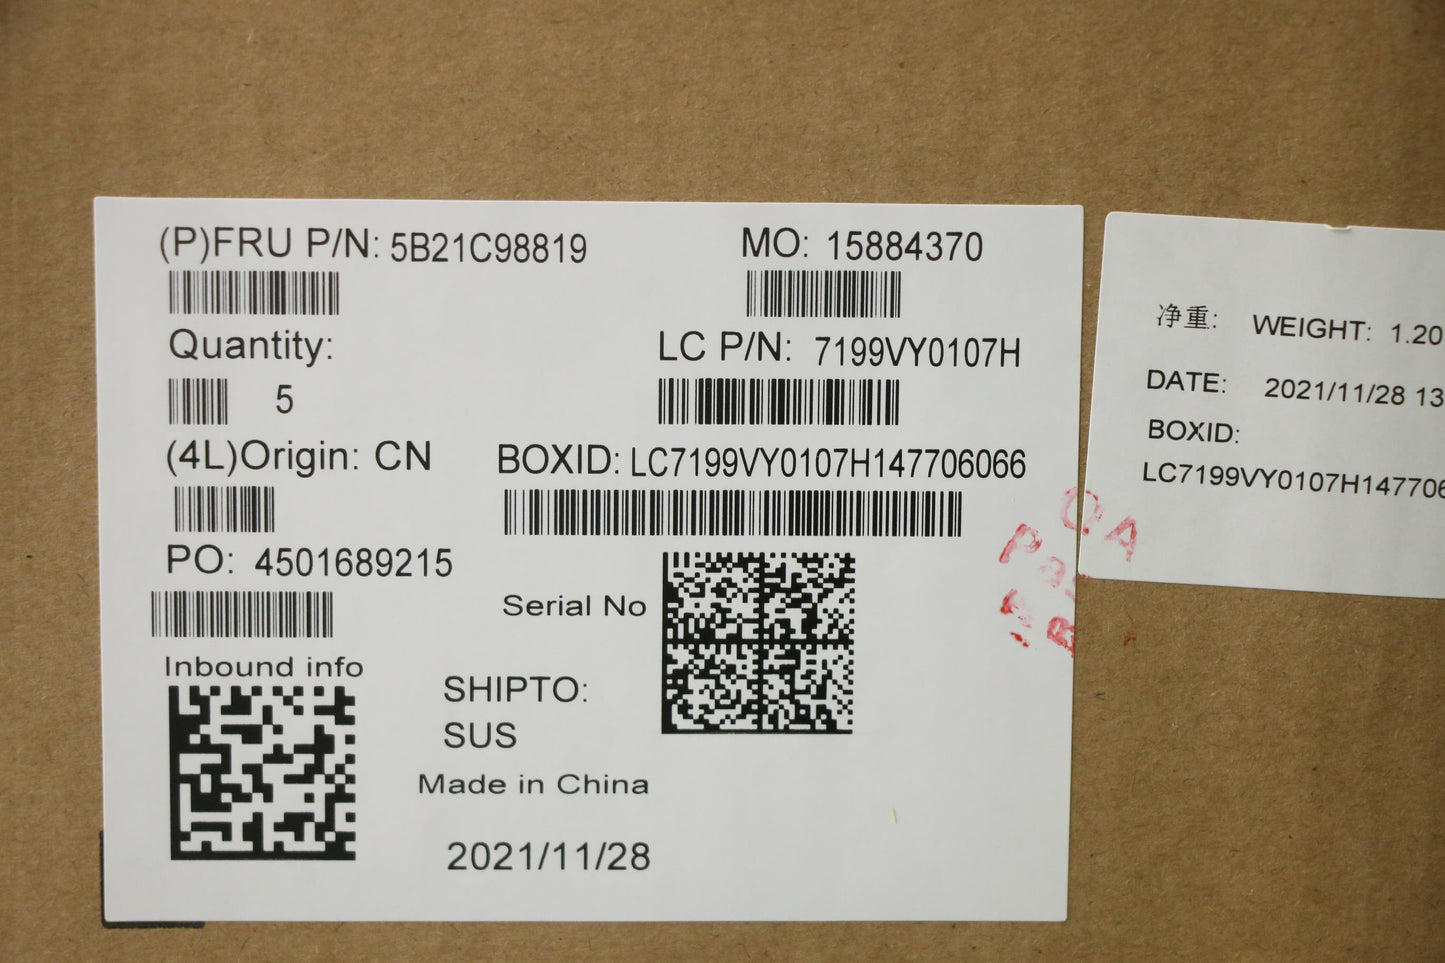 (P)FRU P/N: 5B21C98819
MO: 15884370
Quantity:
5
LC P/N: 7199VY0107H
(4L)Origin: CN
BOXID: LC7199VY0107H147706066
PO: 4501689215
Serial No
Inbound info
SHIPTO:
SUS
Made in China
2021/11/28
净重: WEIGHT: 1.20
DATE: 2021/11/28 13
BOXID:
LC7199VY0107H147706
QA